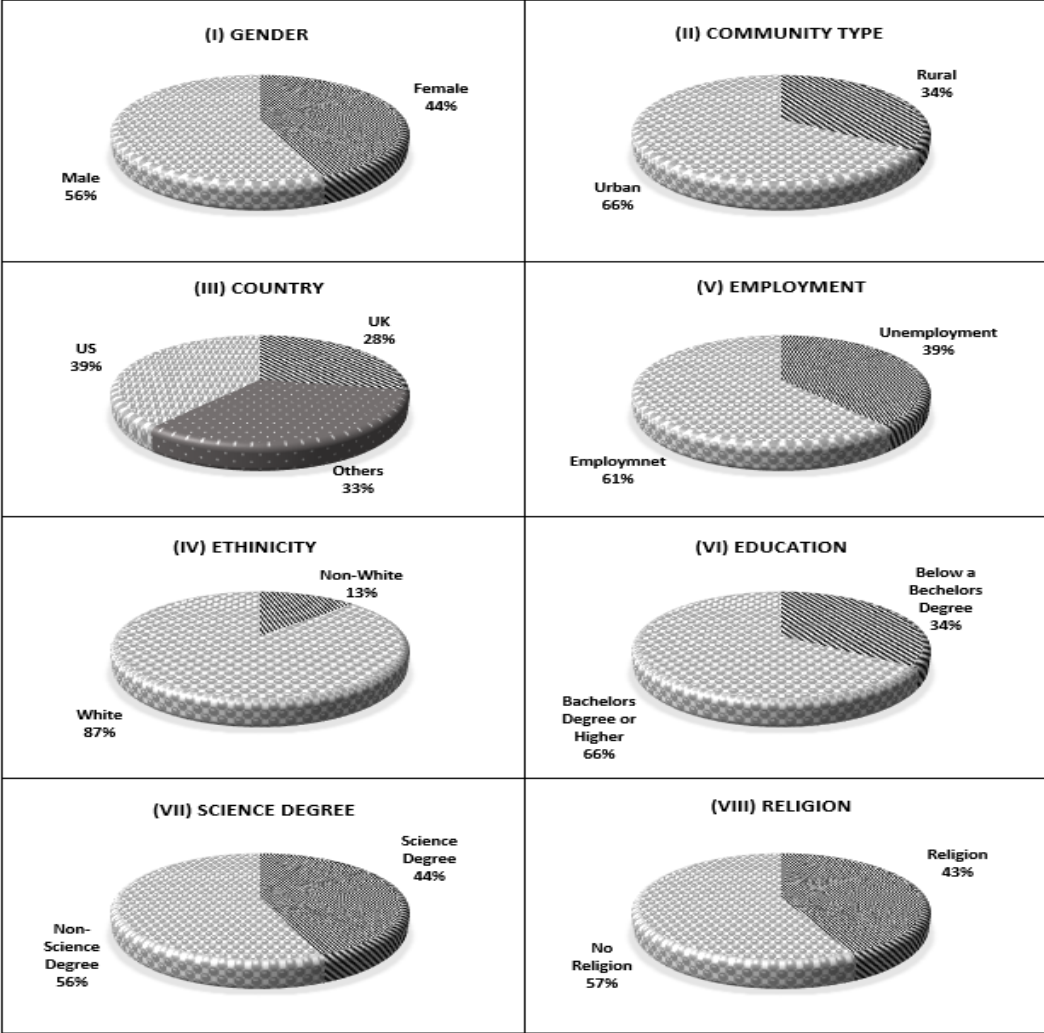 (I) GENDER
Female
44%
Male
56%
(II) COMMUNITY TYPE
Rural
34%
Urban
66%
(III) COUNTRY
UK
28%
US
39%
Others
33%
(V) EMPLOYMENT
Unemployment
39%
Employmnet
61%
(IV) ETHINICITY
Non-White
13%
White
87%
(VI) EDUCATION
Below a
Bechelors
Degree
34%
Bachelors
Degree or
Higher
66%
(VII) SCIENCE DEGREE
Science
Degree
44%
Non-
Science
Degree
56%
(VIII) RELIGION
Religion
43%
No
Religion
57%